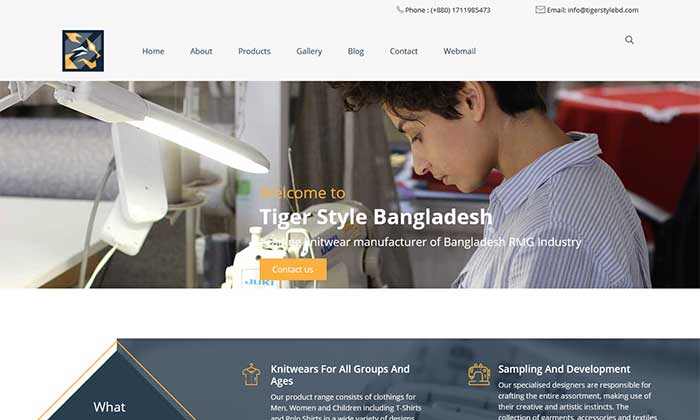 Phone : (+880) 1711985473
Email: info@tigerstylebd.com
Home About Products Gallery Blog Contact Webmail
Welcome to
Tiger Style Bangladesh
knitwear manufacturer of Bangladesh RMG Industry
Contact us
JUKI
What
Knitwears For All Groups And
Ages
Our product range consists of clothings for
Men, Women and Children including T-Shirts
and Polo Shirts in a wide variety of designs
Sampling And Development
Our specialised designers are responsible for
crafting the entire assortment, making use of
their creative and artistic instincts. The
collection of garments, accessories and textiles